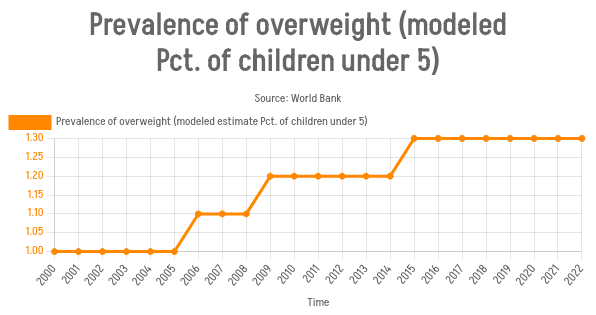 Prevalence of overweight (modeled
Pct. of children under 5)
Source: World Bank
Prevalence of overweight (modeled estimate Pct. of children under 5)
1.30
1.25
1.20
1.15
1.10
1.05
1.00
2000 2001 2002 2003 2004 2005 2006 2007 2008 2009 2010 2011 2012 2013 2014 2015 2016 2017 2018 2019 2020 2021 2022
Time